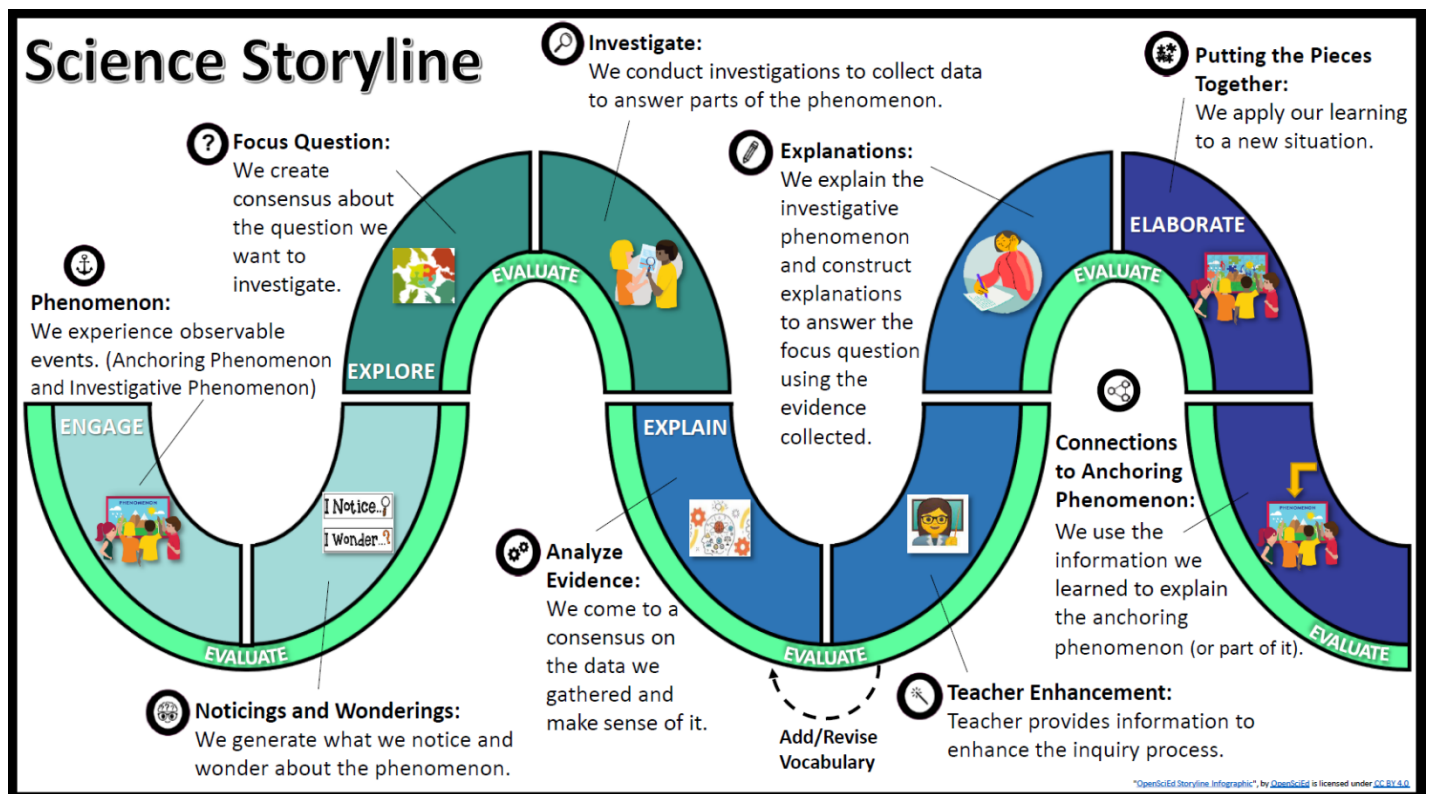 Science Storyline
Investigate:
We conduct investigations to collect data
to answer parts of the phenomenon.
Putting the Pieces
Together:
We apply our learning
to a new situation.
Focus Question:
We create
consensus about
the question we
want to
investigate.
Explanations:
We explain the
investigative
phenomenon
and construct
explanations
to answer the
focus question
using the
evidence
collected.
Phenomenon:
We experience observable
events. (Anchoring Phenomenon
and Investigative Phenomenon)
ELABORATE
EVALUATE
EVALUATE
EXPLORE
ENGAGE
PHENOMENON
I Notice..
I Wonder...?
EXPLAIN
Connections
to Anchoring
Phenomenon:
We use the
information we
learned to explain
the anchoring
phenomenon (or part of it).
PHENOMENON
Analyze
Evidence:
We come to a
consensus on
the data we
gathered and
make sense of it.
EVALUATE
EVALUATE
EVALUATE
Noticings and Wonderings:
We generate what we notice and
wonder about the phenomenon.
Add/Revise
Vocabulary
Teacher Enhancement:
Teacher provides information to
enhance the inquiry process.
"OpenSciEd Storyline Infographic", by OpenSciEd is licensed under CC BY 4.0